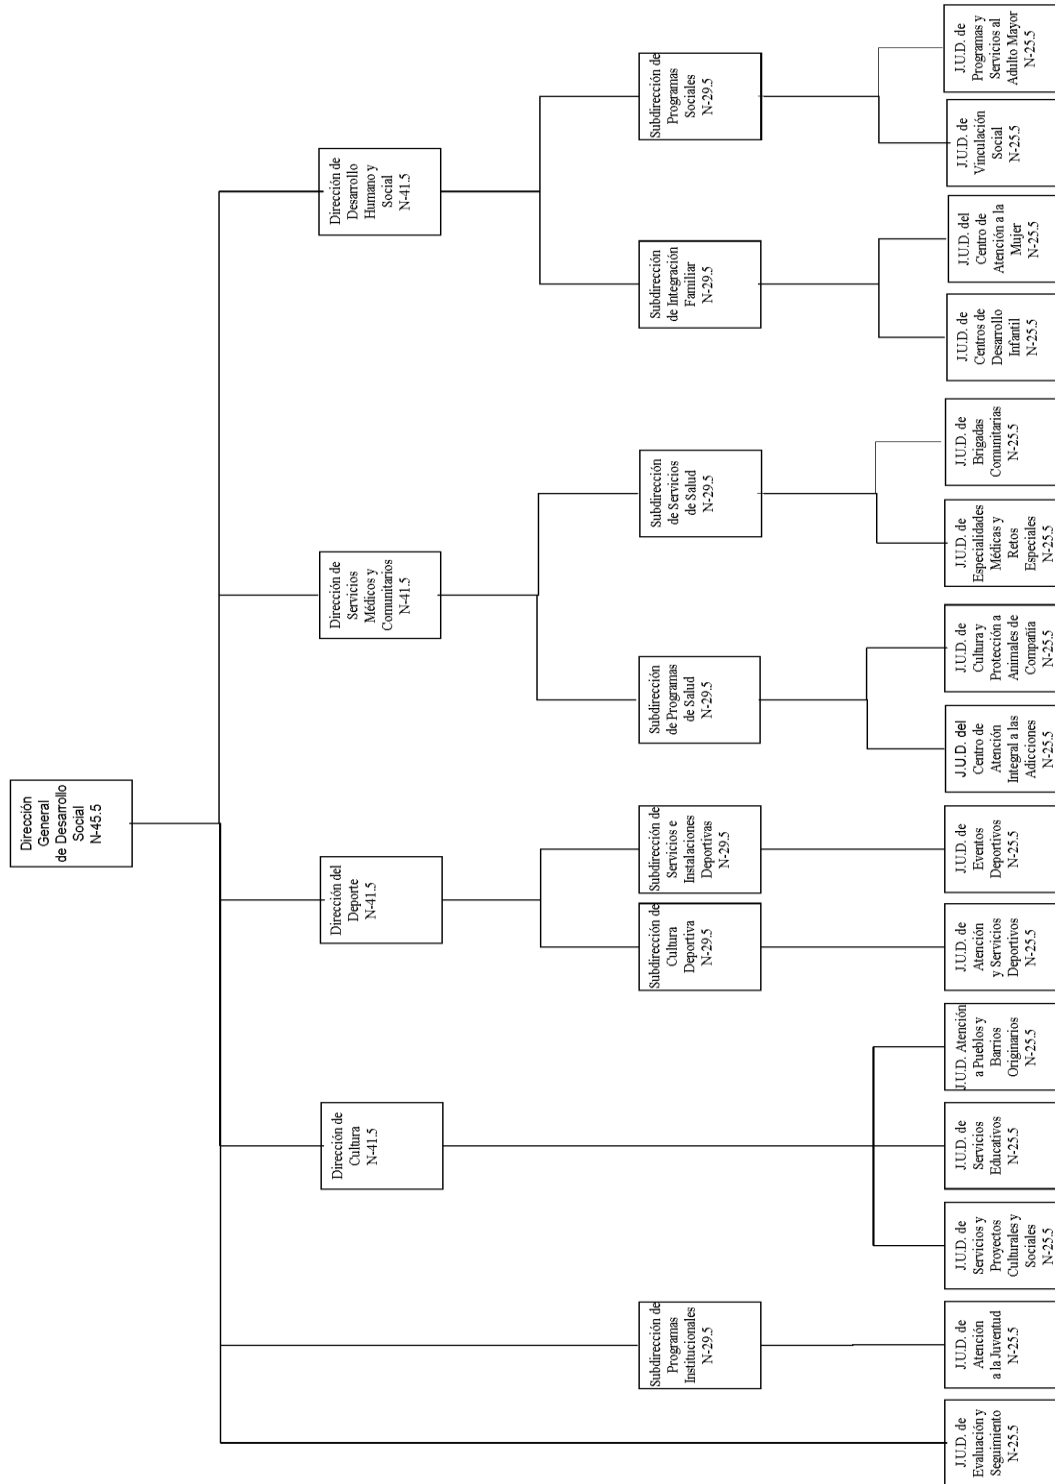 Dirección
General
de Desarrollo
Social
N-45.5
Dirección de
Cultura
N-41.5
Dirección del
Deporte
N-41.5
Dirección de
Servicios
Médicos y
Comunitarios
N-41.5
Dirección de
Desarrollo
Humano y
Social
N-41.5
Subdirección de
Programas
Institucionales
N-29.5
Subdirección de
Cultura
Deportiva
N-29.5
Subdirección de
Servicios e
Instalaciones
Deportivas
N-29.5
Subdirección
de Programas
de Salud
N-29.5
Subdirección
de Servicios
de Salud
N-29.5
Subdirección
de Integración
Familiar
N-29.5
Subdirección de
Programas
Sociales
N-29.5
J.U.D. de
Evaluación y
Seguimiento
N-25.5
J.U.D. de
Atención
a la Juventud
N-25.5
J.U.D. de
Servicios y
Proyectos
Culturales y
Sociales
N-25.5
J.U.D. de
Servicios
Educativos
N-25.5
J.U.D. Atención
a Pueblos y
Barrios
Originarios
N-25.5
J.U.D. de
Atención
y Servicios
Deportivos
N-25.5
J.U.D. de
Eventos
Deportivos
N-25.5
J.U.D. del
Centro de
Atención
Integral a las
Adicciones
N-25.5
J.U.D. de
Cultura y
Protección a
Animales de
Compañía
N-25.5
J.U.D. de
Especialidades
Médicas y
Retos
Especiales
N-25.5
J.U.D. de
Brigadas
Comunitarias
N-25.5
J.U.D. de
Centros de
Desarrollo
Infantil
N-25.5
J.U.D. del
Centro de
Atención a la
Mujer
N-25.5
J.U.D. de
Vinculación
Social
N-25.5
J.U.D. de
Programas y
Servicios al
Adulto Mayor
N-25.5